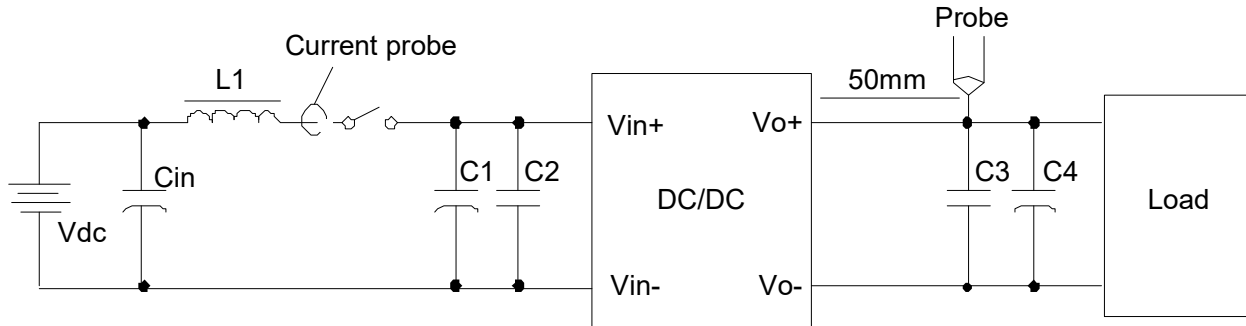 Probe
Current probe
L1
50mm
Vin+
Vo+
Cin
C1
C2
C3
C4
DC/DC
Load
Vdc
Vin-
Vo-